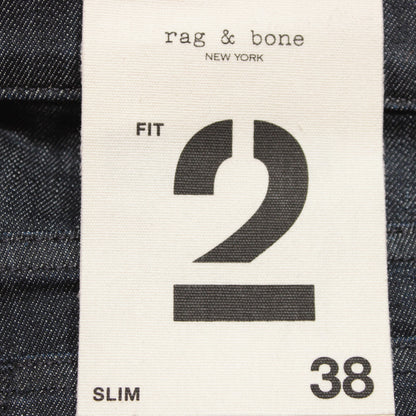 rag & bone
NEW YORK
FIT
2
SLIM 38